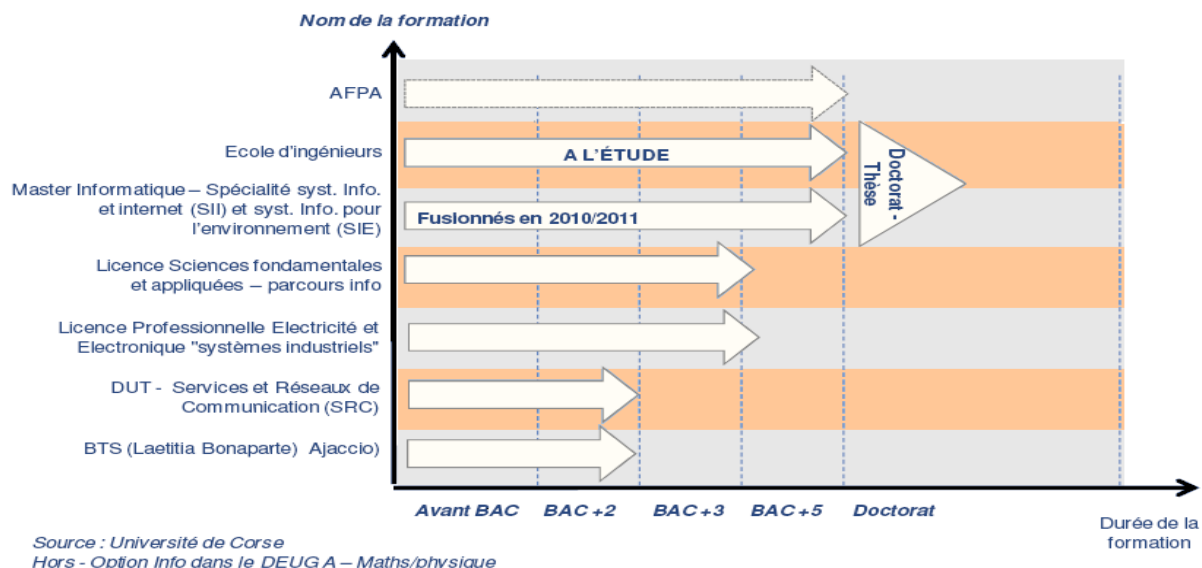 Nom de la formation
AFPA
Ecole d'ingénieurs
A L'ÉTUDE
Doctorat -
Thèse
Master Informatique – Spécialité syst. Info.
et internet (SII) et syst. Info. pour
l'environnement (SIE)
Fusionnés en 2010/2011
Licence Sciences fondamentales
et appliquées – parcours info
Licence Professionnelle Electricité et
Electronique "systèmes industriels"
DUT - Services et Réseaux de
Communication (SRC)
BTS (Laetitia Bonaparte) Ajaccio)
Avant BAC BAC+2 BAC+3 BAC+5 Doctorat
Durée de la
formation
Source : Université de Corse
Hors - Option Info dans le DEUG A – Maths/physique